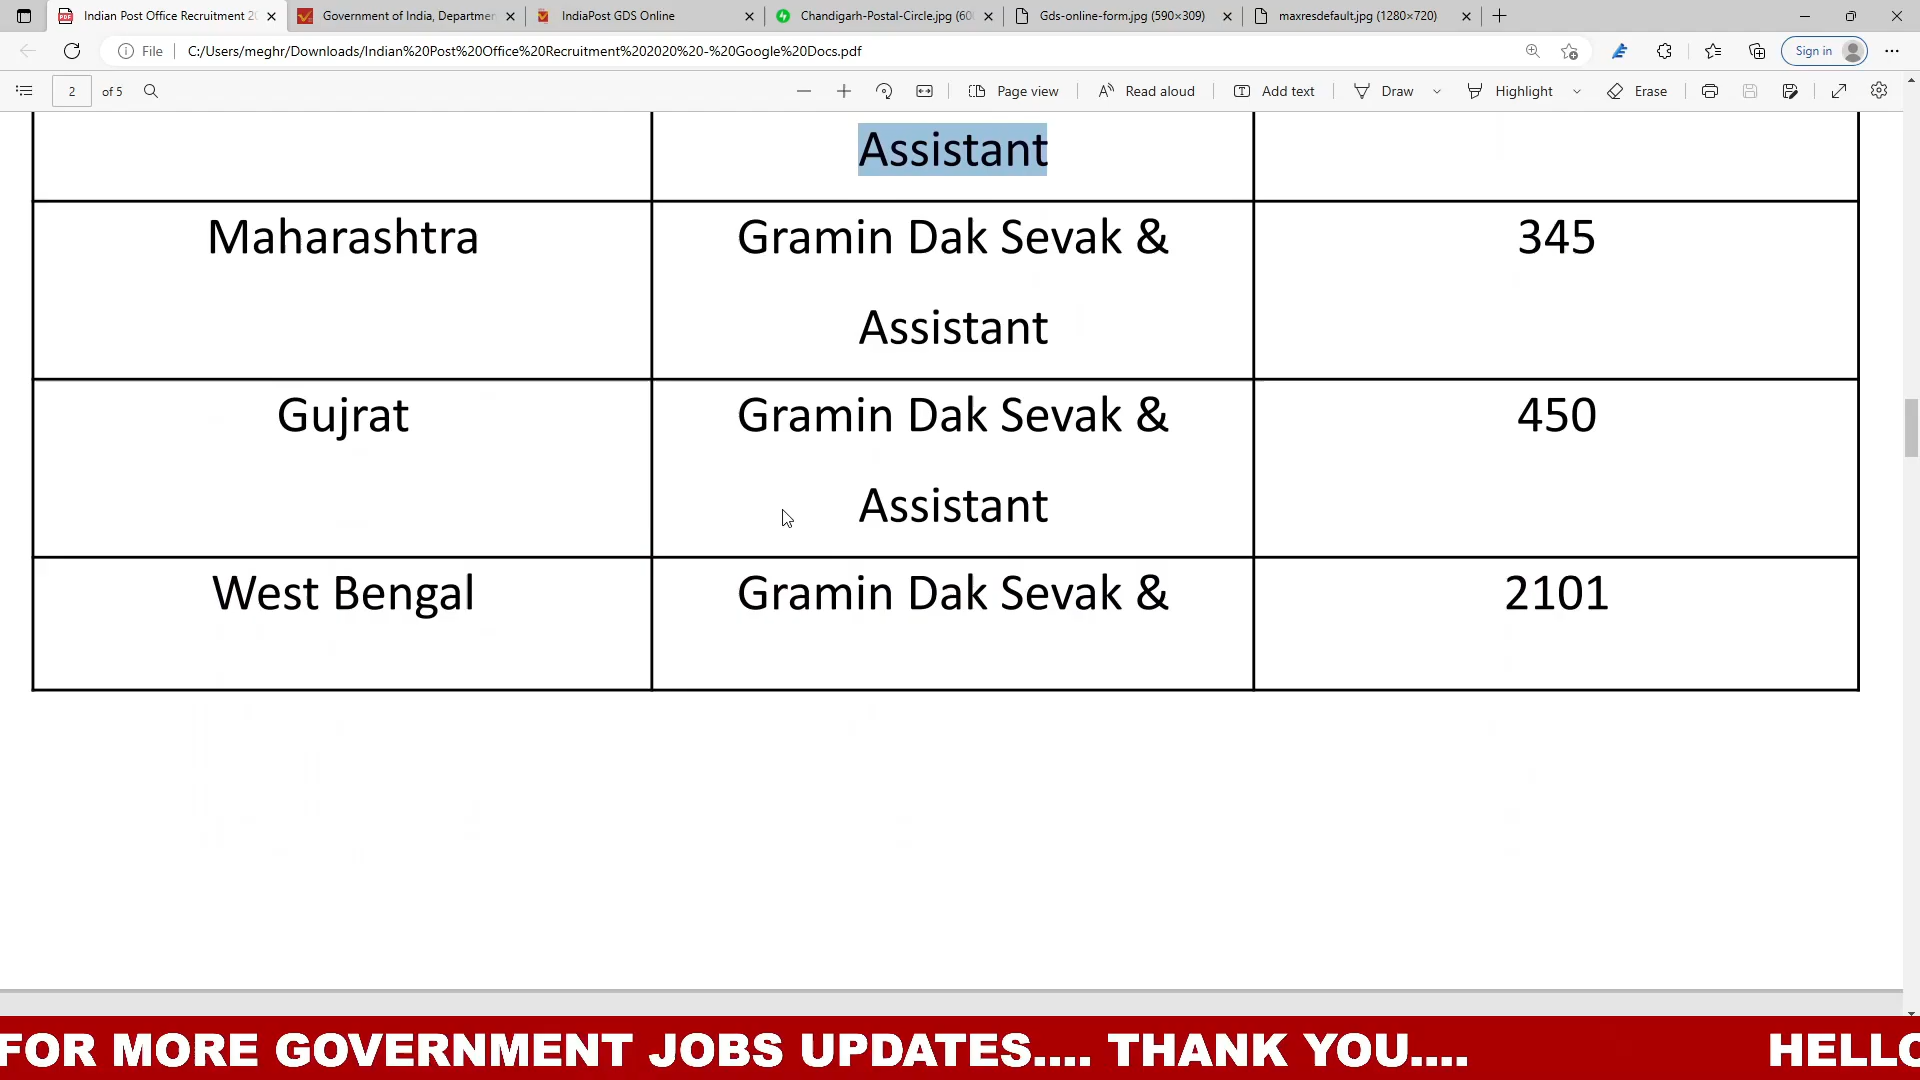 Indian Post Office Recruitment 20
Government of India, Departmen
IndiaPost GDS Online
Chandigarh-Postal-Circle.jpg (60
Gds-online-form.jpg (590×309)
maxresdefault.jpg (1280×720)
File
C:/Users/meghr/Downloads/Indian%20Post%20Office%20Recruitment%202020%20-%20Google%20Docs.pdf
Sign in
2 of 5
Page view
Read aloud
Add text
Draw
Highlight
Erase
Assistant
Maharashtra
Gramin Dak Sevak &
Assistant
345
Gujrat
Gramin Dak Sevak &
Assistant
450
West Bengal
Gramin Dak Sevak &
2101
FOR MORE GOVERNMENT JOBS UPDATES.... THANK YOU....
HELLO